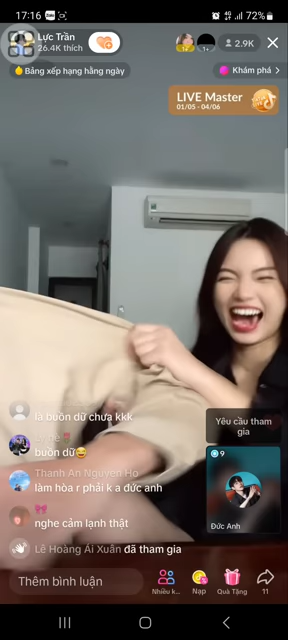 17:16
72%
Lực Trần
26.4K thích
1+
2.9K
Bảng xếp hạng hằng ngày
Khám phá
LIVE Master
01/05 - 04/06
là buồn dữ chưa kkk
buồn dữ😂
Yêu cầu tham
gia
Thanh An Nguyen Ho
làm hòa r phải k a đức anh
9
nghe cảm lạnh thật
Đức Anh
Lê Hoàng Ái Xuân đã tham gia
Thêm bình luận
Nhiều k...
Nạp
Quà Tặng
11